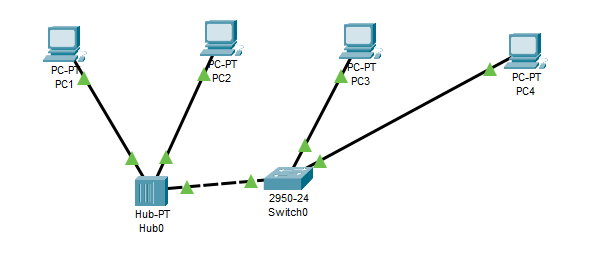 PC-PT
PC1
PC-PT
PC2
PC-PT
PC3
PC-PT
PC4
Hub-PT
Hub0
2950-24
Switch0